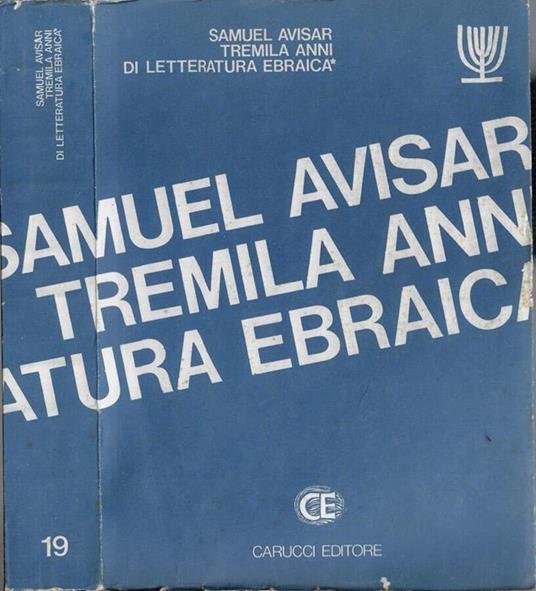 SAMUEL AVISAR
TREMILA ANNI
DI LETTERATURA EBRAICA*
SAMUEL AVISAR
TREMILA ANNI
DI LETTERATURA EBRAICA*
SAMUEL AVISAR
TREMILA ANN
ATURA EBRAICA
CE
19
CARUCCI EDITORE